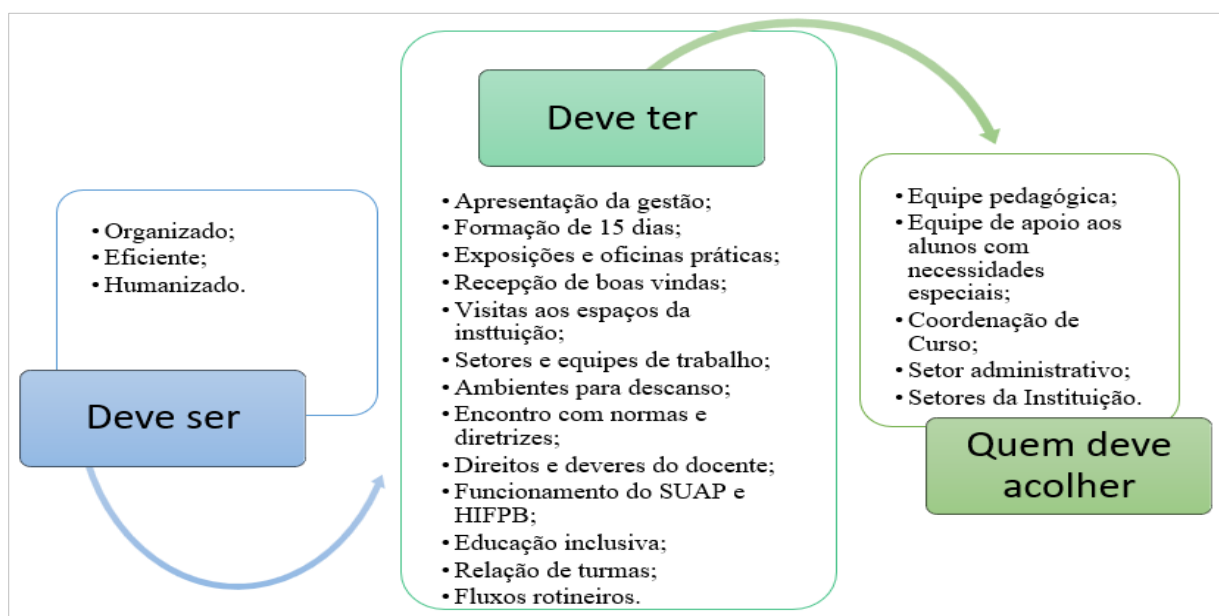 • Organizado;
• Eficiente;
• Humanizado.
Deve ser
Deve ter
• Apresentação da gestão;
• Formação de 15 dias;
• Exposições e oficinas práticas;
• Recepção de boas vindas;
• Visitas aos espaços da
insttuição;
• Setores e equipes de trabalho;
• Ambientes para descanso;
• Encontro com normas e
diretrizes;
• Direitos e deveres do docente;
• Funcionamento do SUAP e
HIFPB;
• Educação inclusiva;
• Relação de turmas;
• Fluxos rotineiros.
• Equipe pedagógica;
• Equipe de apoio aos
alunos com
necessidades
especiais;
• Coordenação de
Curso;
• Setor administrativo;
• Setores da Instituição.
Quem deve
acolher